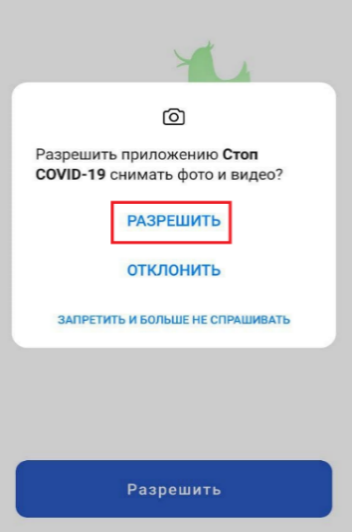 Разрешить приложению Стоп
COVID-19 снимать фото и видео?
РАЗРЕШИТЬ
ОТКЛОНИТЬ
ЗАПРЕТИТЬ И БОЛЬШЕ НЕ СПРАШИВАТЬ
Разрешить